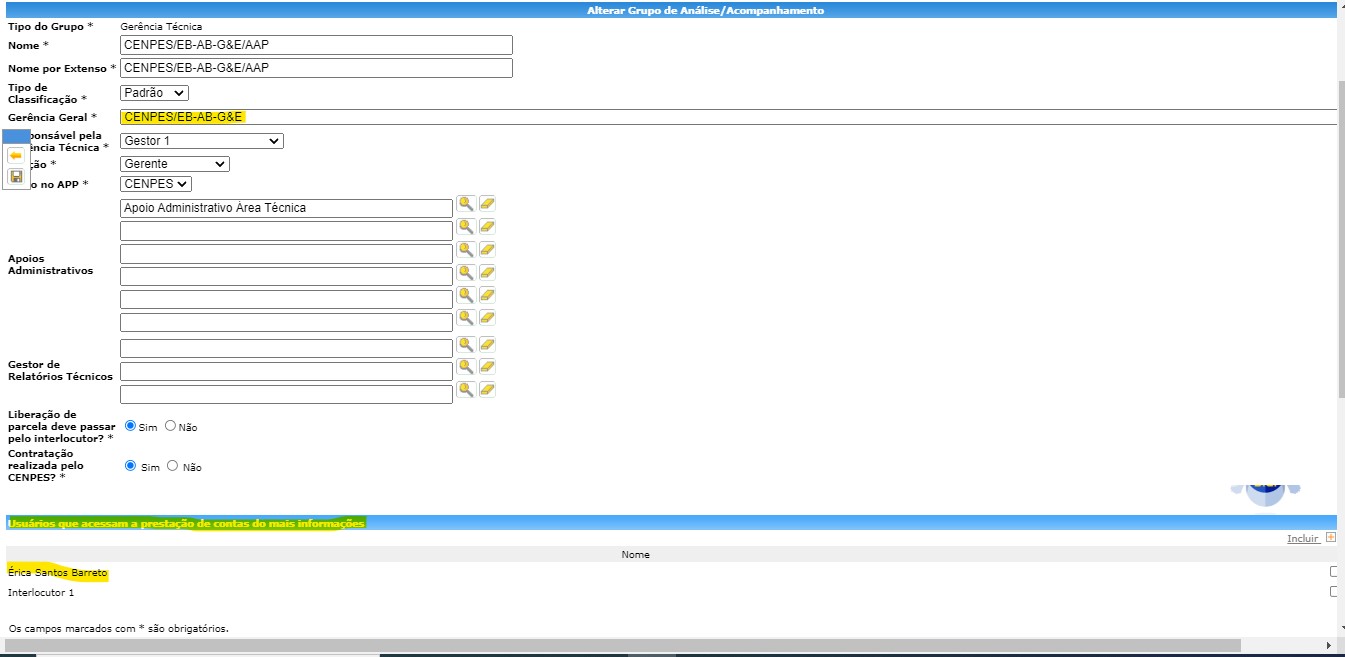 Alterar Grupo de Análise/Acompanhamento
Tipo do Grupo * Gerência Técnica
Nome * CENPES/EB-AB-G&E/AAP
Nome por Extenso * CENPES/EB-AB-G&E/AAP
Tipo de
Classificação * Padrão
Gerência Geral * CENPES/EB-AB-G&E
ponsável pela
ência Técnica * Gestor 1
ção * Gerente
o no APP * CENPES
Apoio Administrativo Área Técnica
Apoios
Administrativos
Gestor de
Relatórios Técnicos
Liberação de
parcela deve passar
pelo interlocutor? * Sim Não
Contratação
realizada pelo
CENPES? * Sim Não
Usuários que acessam a prestação de contas do mais informações
Incluir
Nome
Érica Santos Barreto
Interlocutor 1
Os campos marcados com * são obrigatórios.